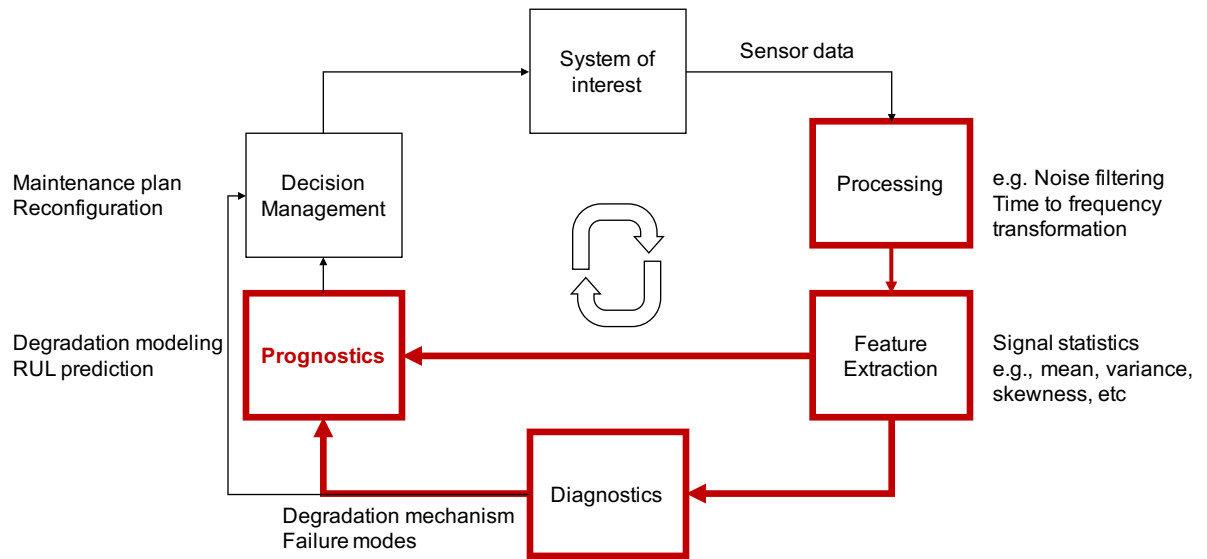 System of
interest
Sensor data
Decision
Management
Maintenance plan
Reconfiguration
Processing
e.g. Noise filtering
Time to frequency
transformation
Prognostics
Degradation modeling
RUL prediction
Feature
Extraction
Signal statistics
e.g., mean, variance,
skewness, etc
Diagnostics
Degradation mechanism
Failure modes